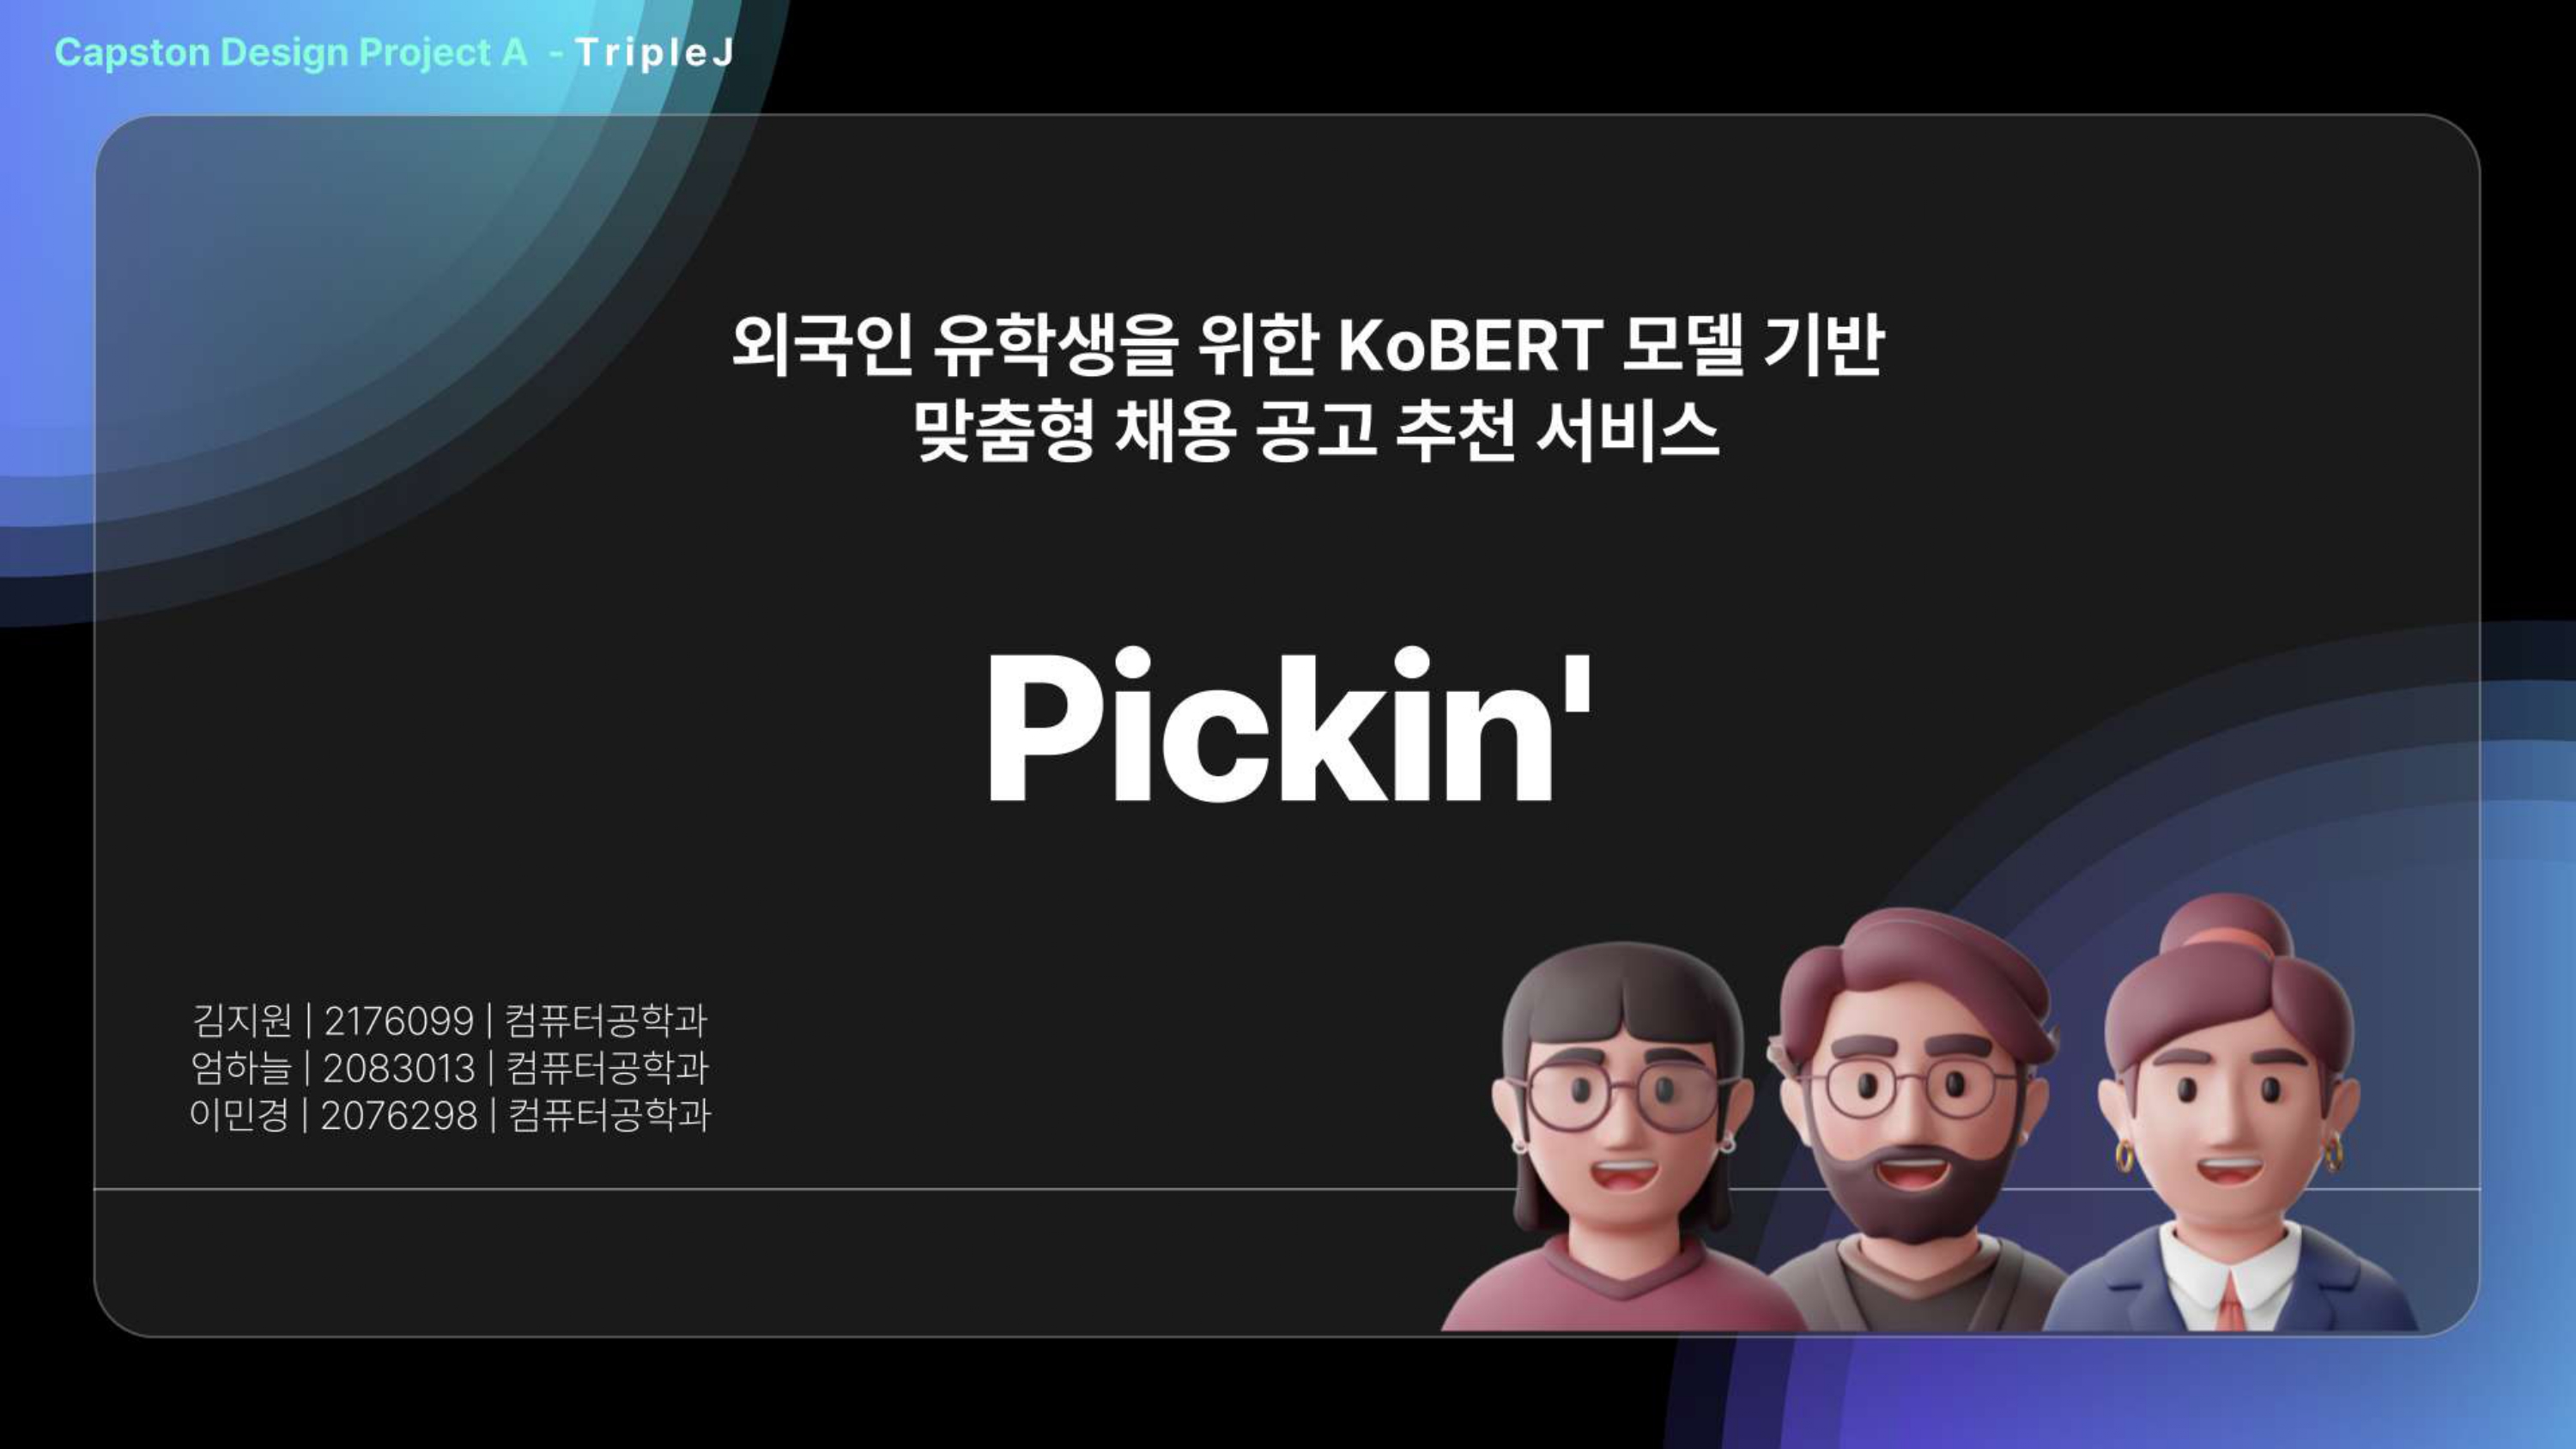 Capston Design Project A - TripleJ
외국인 유학생을 위한 KoBERT 모델 기반
맞춤형 채용 공고 추천 서비스
Pickin'
김지원 | 2176099 | 컴퓨터공학과
엄하늘 | 2083013 | 컴퓨터공학과
이민경 | 2076298 | 컴퓨터공학과